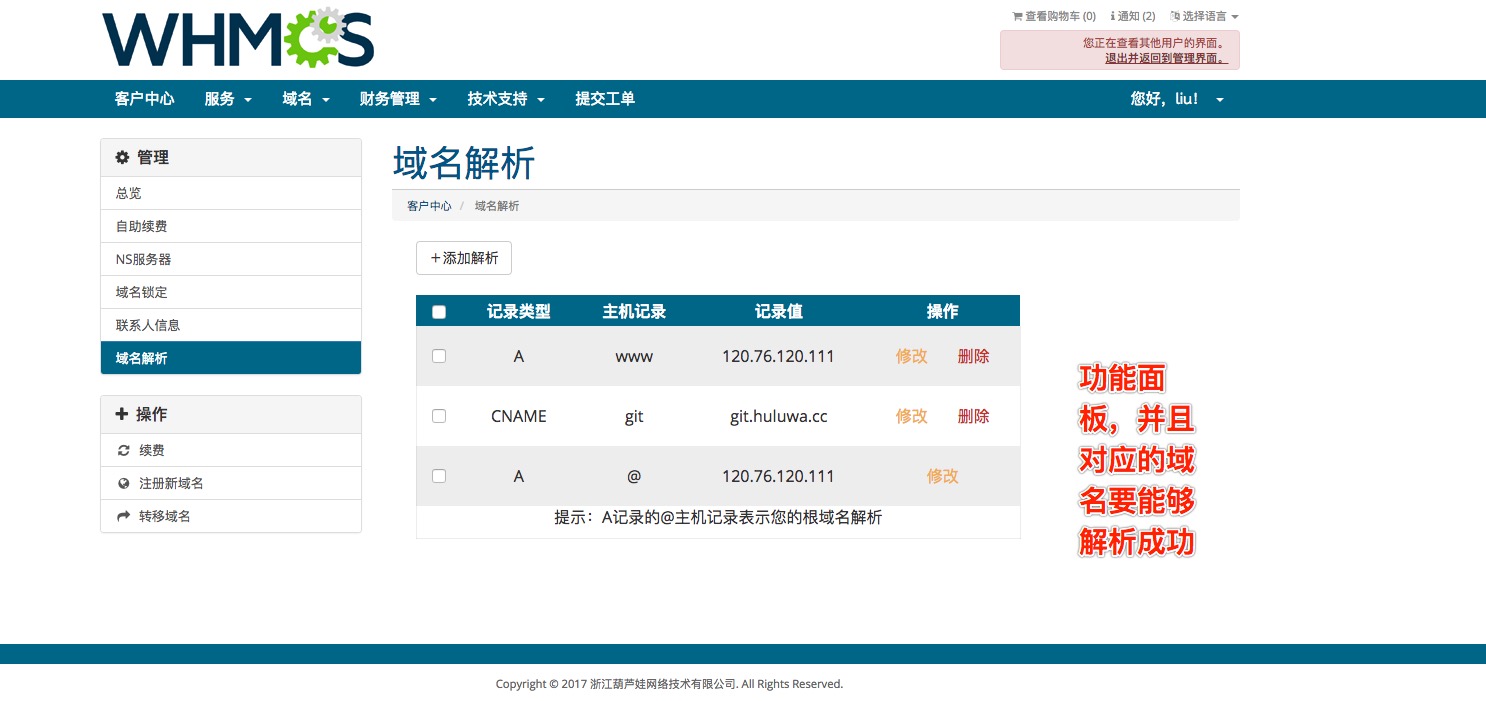 WHMCS
查看购物车 (0) 通知 (2) 选择语言
您正在查看其他用户的界面。
退出并返回到管理界面。
客户中心 服务 域名 财务管理 技术支持 提交工单 您好，liu!
管理
总览
自助续费
NS服务器
域名锁定
联系人信息
域名解析
操作
续费
注册新域名
转移域名
域名解析
客户中心 / 域名解析
+添加解析
记录类型 主机记录 记录值 操作
A www 120.76.120.111 修改 删除
CNAME git git.huluwa.cc 修改 删除
A @ 120.76.120.111 修改
提示：A记录的@主机记录表示您的根域名解析
功能面
板，并且
对应的域
名要能够
解析成功
Copyright © 2017 浙江葫芦娃网络技术有限公司. All Rights Reserved.